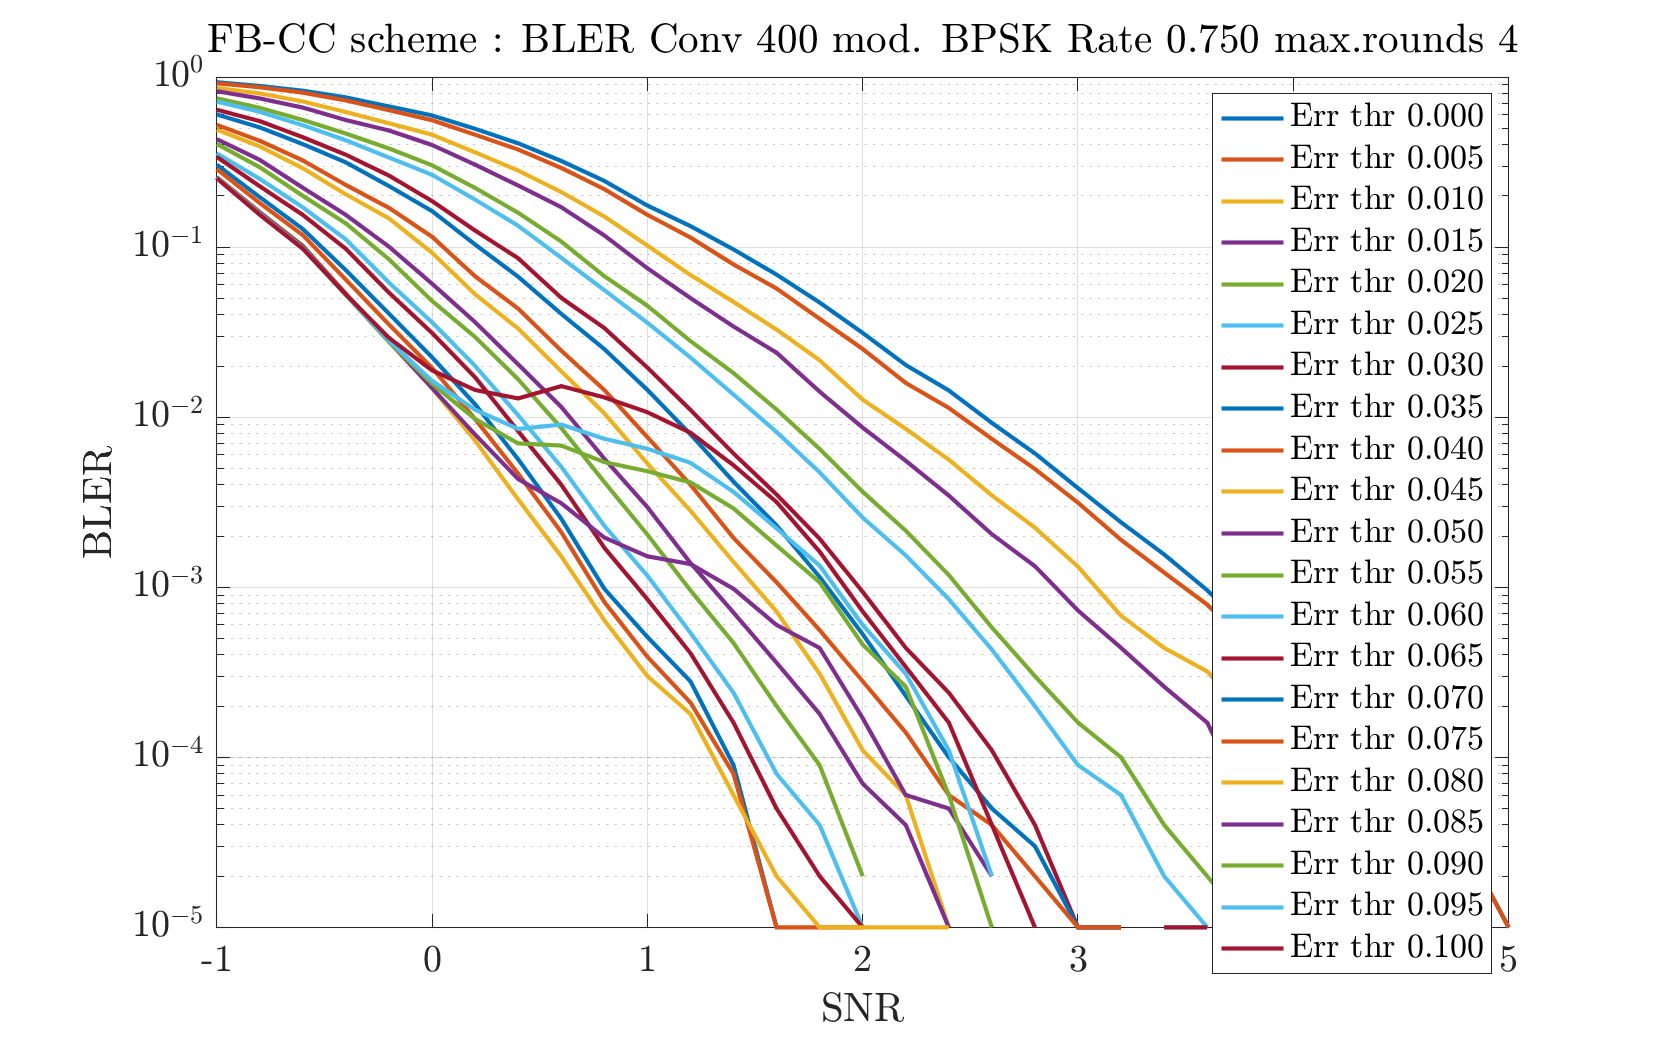 FB-CC scheme : BLER Conv 400 mod. BPSK Rate 0.750 max.rounds 4
10^0
10^-1
10^-2
10^-3
10^-4
10^-5
BLER
-1 0 1 2 3 5
SNR
Err thr 0.000
Err thr 0.005
Err thr 0.010
Err thr 0.015
Err thr 0.020
Err thr 0.025
Err thr 0.030
Err thr 0.035
Err thr 0.040
Err thr 0.045
Err thr 0.050
Err thr 0.055
Err thr 0.060
Err thr 0.065
Err thr 0.070
Err thr 0.075
Err thr 0.080
Err thr 0.085
Err thr 0.090
Err thr 0.095
Err thr 0.100